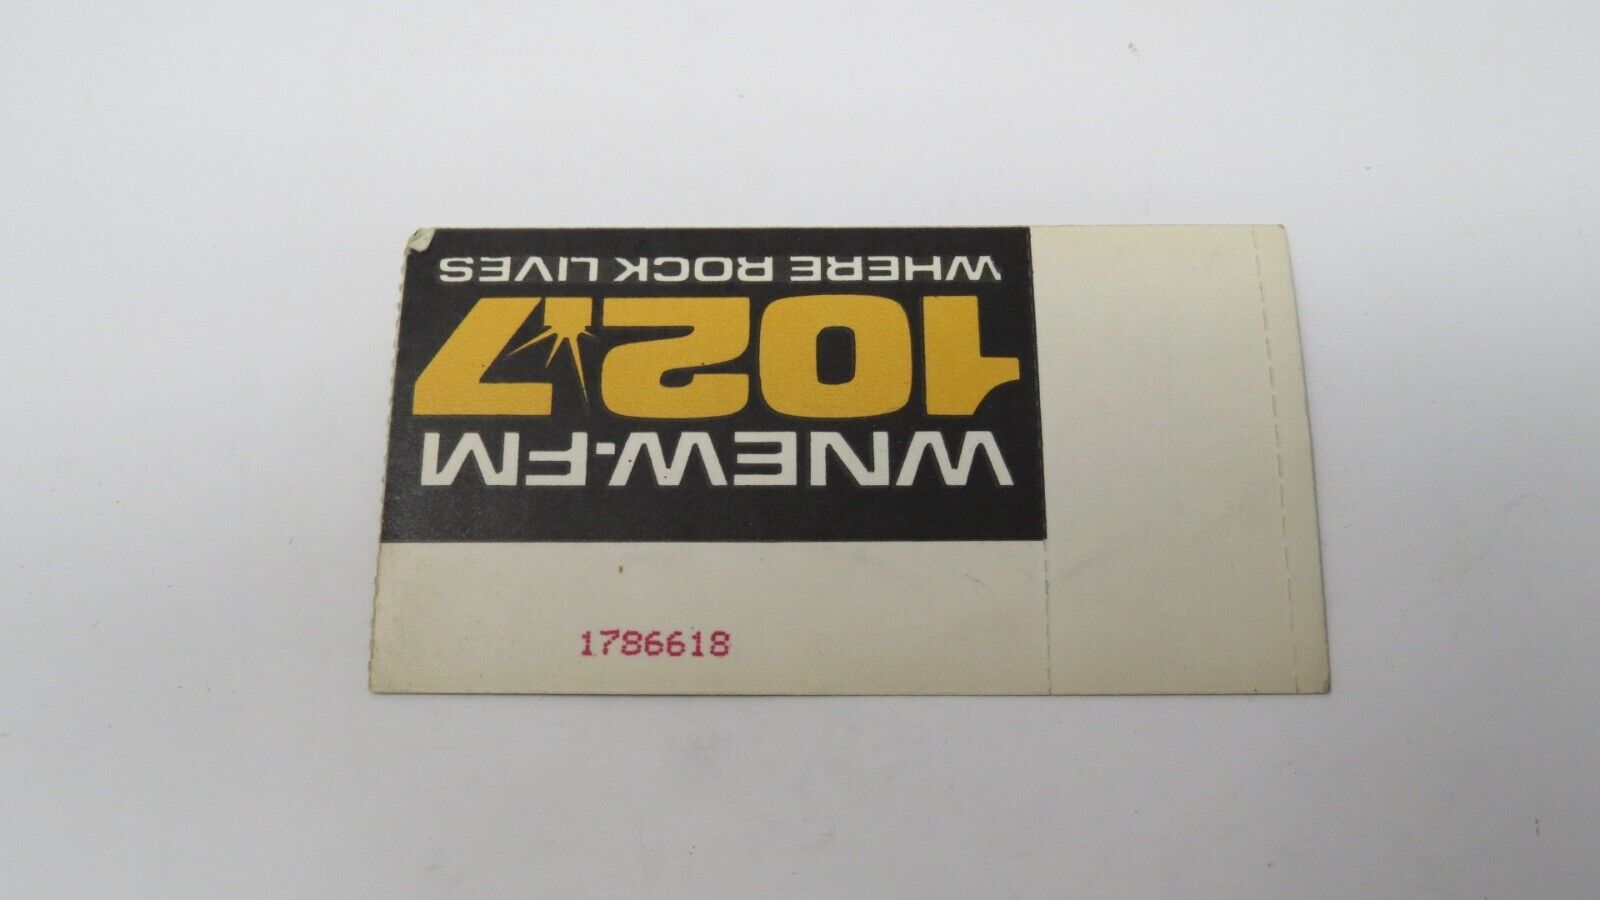 WNEW-FM
102.7
WHERE ROCK LIVES
1786618